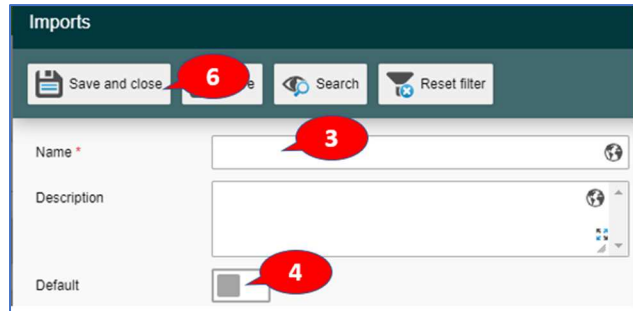 Imports
Save and close 6 Search Reset filter
Name * 3
Description
Default 4